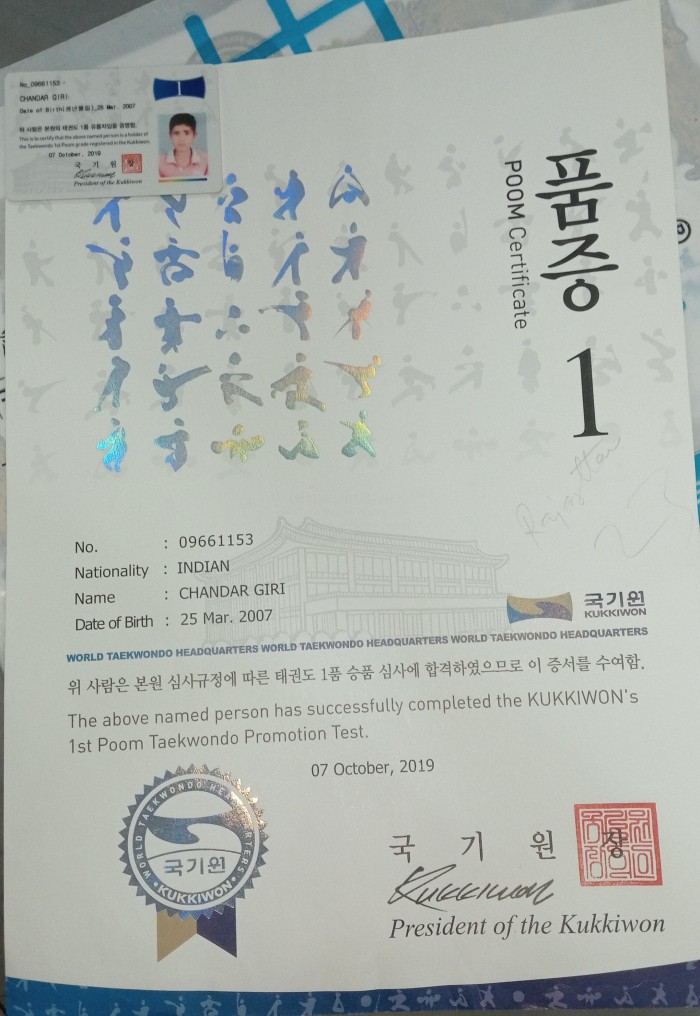 No_09661153 -
CHANDAR GIRI
Date of Birth(생년월일)_25 Mar. 2007
위 사람은 본원의 태권도 1품 유품자임을 증명함.
This is to certify that the above named person is a holder of
the Taekwondo 1st Poom grade registered in the Kukkiwon.
07 October, 2019
국 기 원 장
Kukkiwon
President of the Kukkiwon
1
품증 1
POOM Certificate
No. : 09661153
Nationality : INDIAN
Name : CHANDAR GIRI
Date of Birth : 25 Mar. 2007
국기원
KUKKIWON
WORLD TAEKWONDO HEADQUARTERS WORLD TAEKWONDO HEADQUARTERS WORLD TAEKWONDO HEADQUARTERS
위 사람은 본원 심사규정에 따른 태권도 1품 승품 심사에 합격하였으므로 이 증서를 수여함.
The above named person has successfully completed the KUKKIWON's
1st Poom Taekwondo Promotion Test.
07 October, 2019
WORLD TAEKWONDO HEADQUARTERS
국기원
KUKKIWON
국 기 원 장
Kukkiwon
President of the Kukkiwon